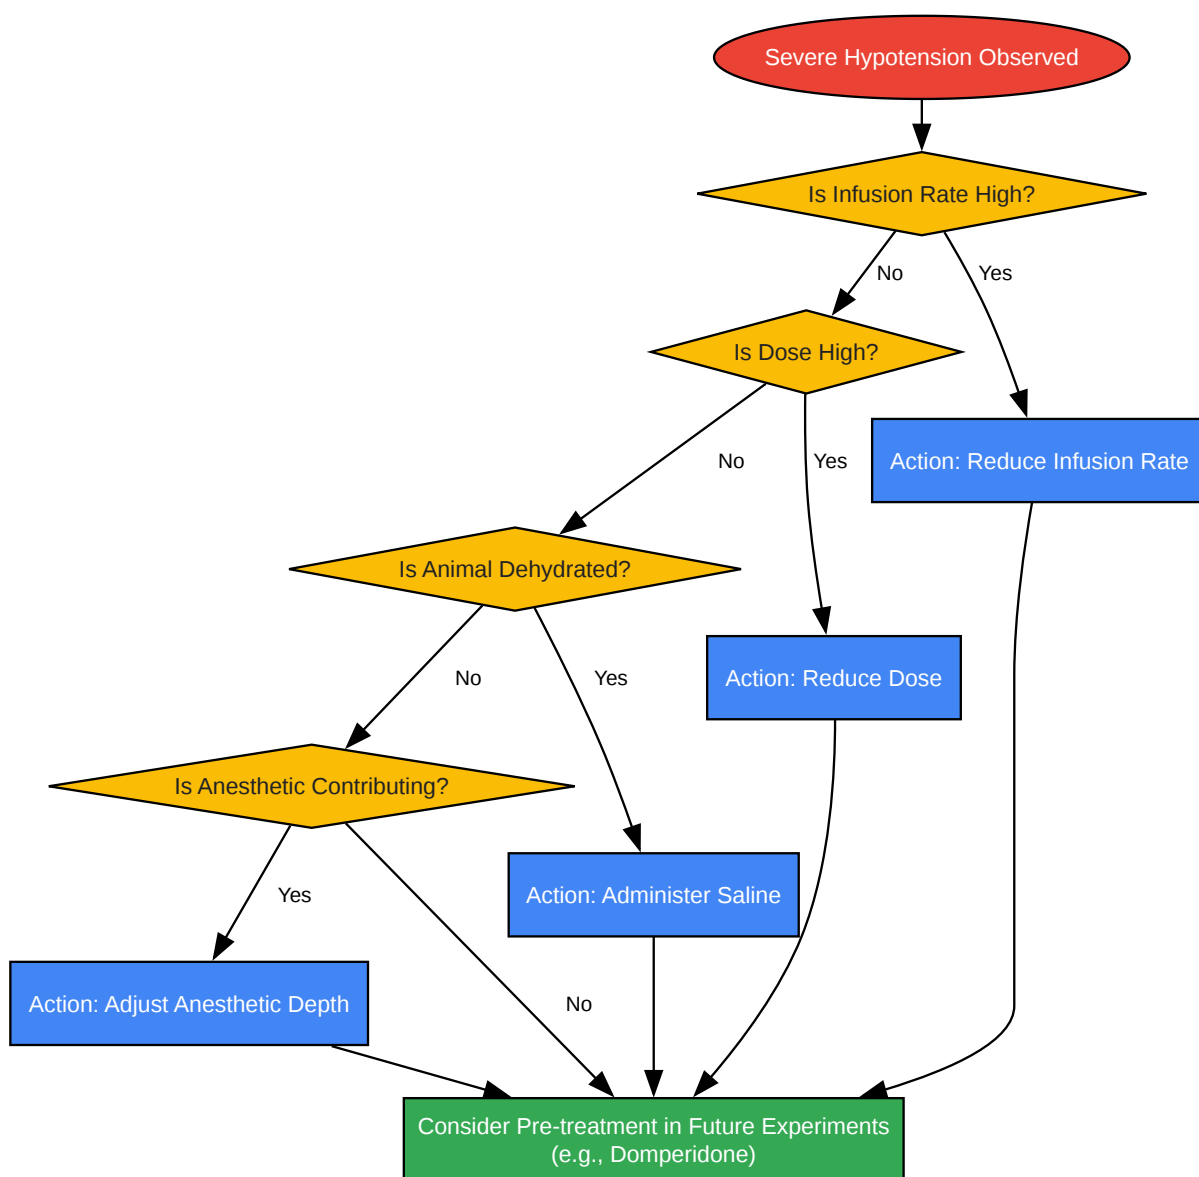 Severe Hypotension Observed
Is Infusion Rate High?
No
Yes
Is Dose High?
No
Yes
Action: Reduce Infusion Rate
Is Animal Dehydrated?
No
Yes
Action: Reduce Dose
Is Anesthetic Contributing?
Yes
Action: Administer Saline
Action: Adjust Anesthetic Depth
No
Consider Pre-treatment in Future Experiments
(e.g., Domperidone)